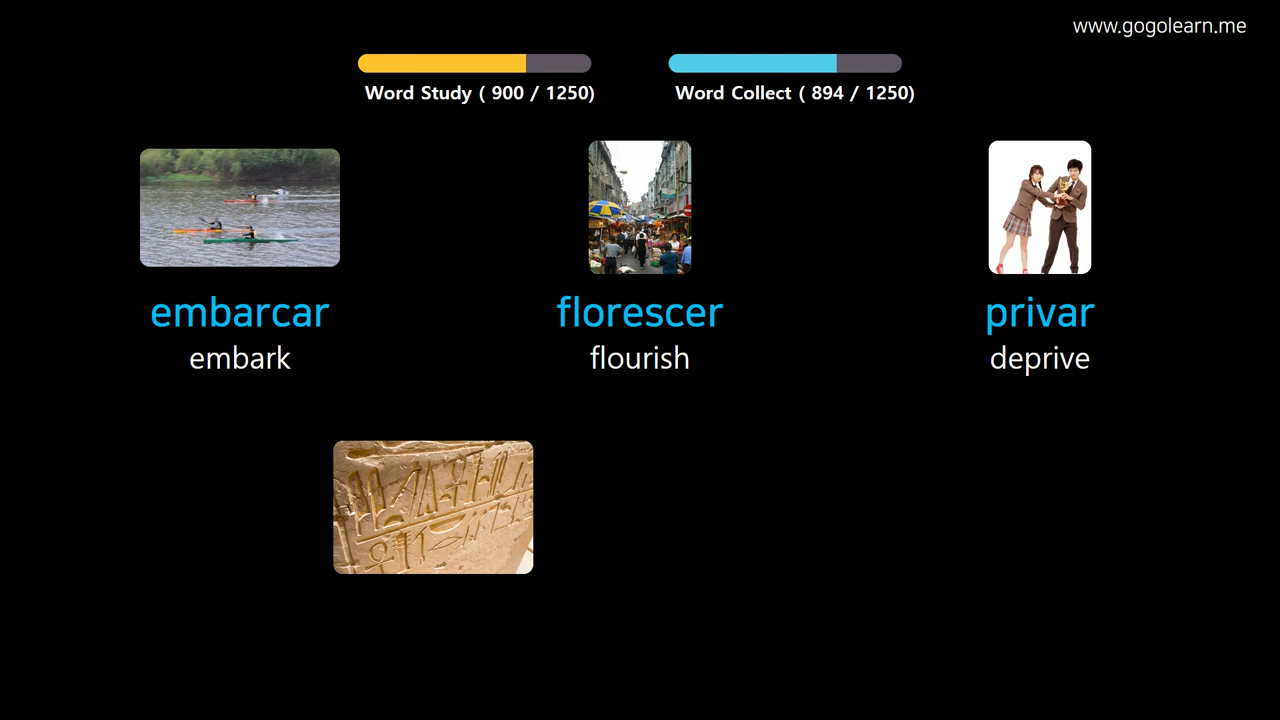 www.gogolearn.me
Word Study ( 900 / 1250)
Word Collect ( 894 / 1250)
embarcar
embark
florescer
flourish
privar
deprive